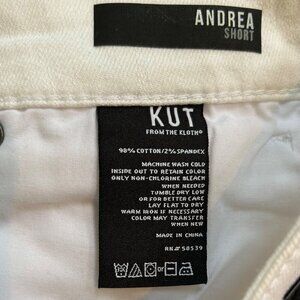 ANDREA
SHORT
KUT
FROM THE KLOTH®
98% COTTON/2% SPANDEX
MACHINE WASH COLD
INSIDE OUT TO RETAIN COLOR
ONLY NON-CHLORINE BLEACH
WHEN NEEDED
TUMBLE DRY LOW
OR FOR BETTER CARE
LAY FLAT TO DRY
WARM IRON IF NECESSARY
COLOR MAY TRANSFER
WHEN NEW
MADE IN CHINA
RN# 58539